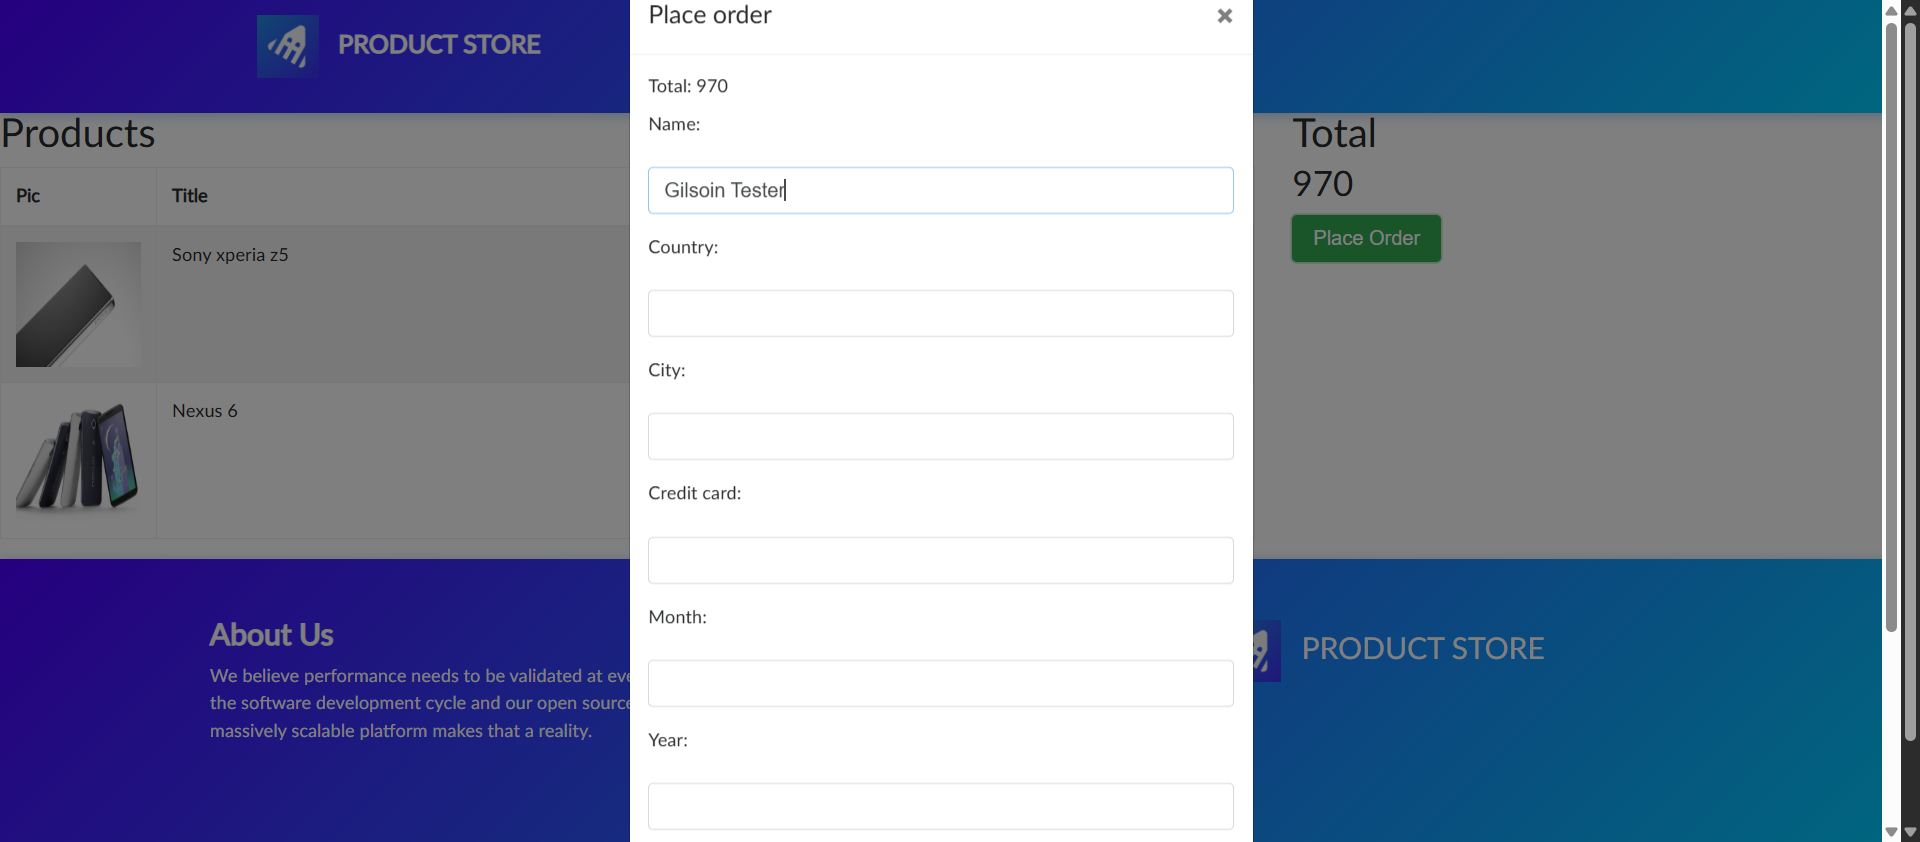 PRODUCT STORE
Products
Pic
Title
Sony xperia z5
Nexus 6
Place order
Total: 970
Name:
Gilsoin Tester
Country:
City:
Credit card:
Month:
Year:
Total
970
Place Order
About Us
We believe performance needs to be validated at eve
the software development cycle and our open source
massively scalable platform makes that a reality.
PRODUCT STORE